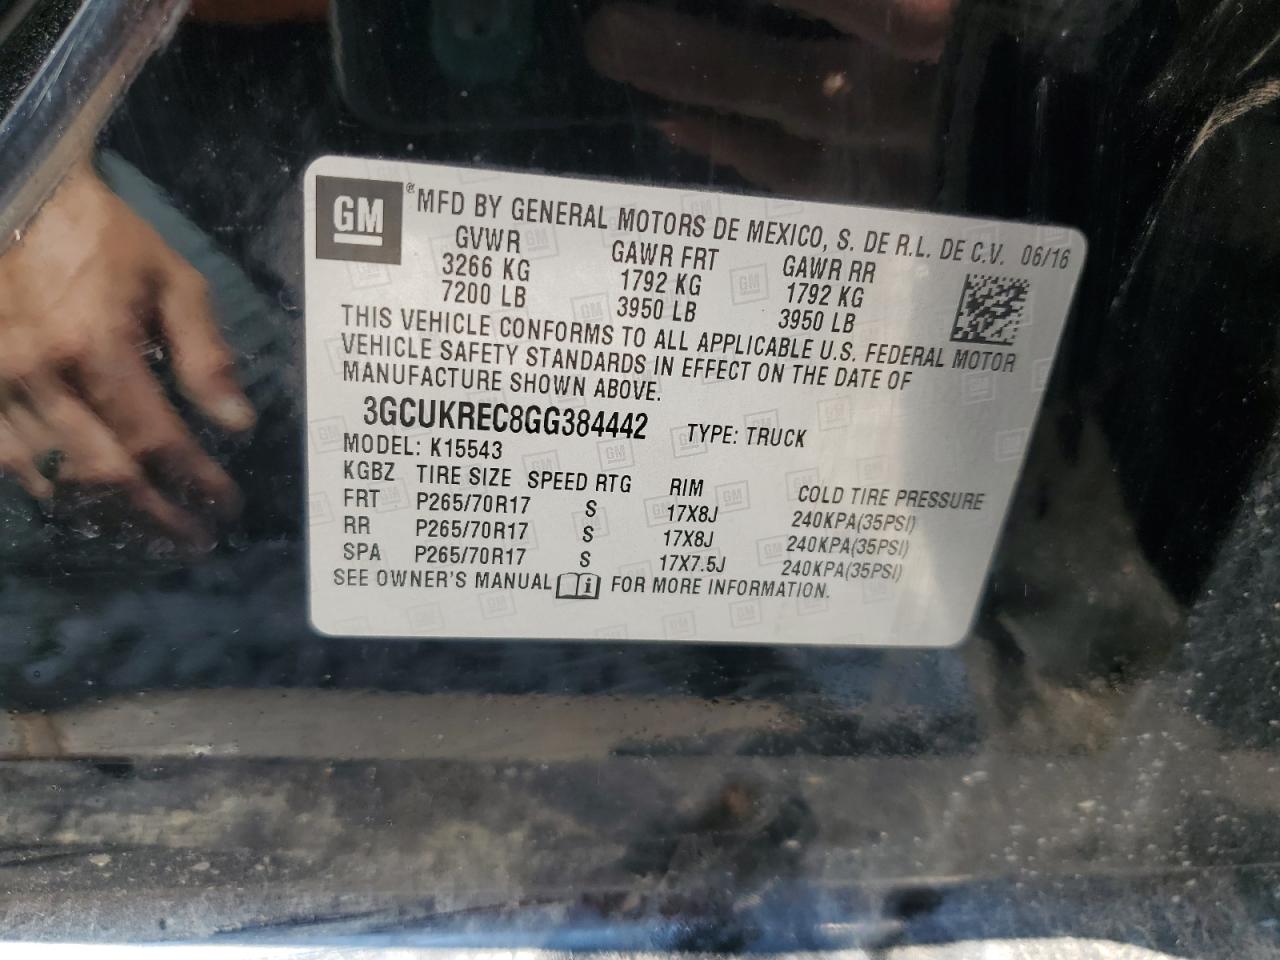 GM ® MFD BY GENERAL MOTORS DE MEXICO, S. DE R.L. DE C.V. 06/16
GVWR GAWR FRT GAWR RR
3266 KG 1792 KG 1792 KG
7200 LB 3950 LB 3950 LB
THIS VEHICLE CONFORMS TO ALL APPLICABLE U.S. FEDERAL MOTOR
VEHICLE SAFETY STANDARDS IN EFFECT ON THE DATE OF
MANUFACTURE SHOWN ABOVE.
3GCUKREC8GG384442 TYPE: TRUCK
MODEL: K15543
KGBZ TIRE SIZE SPEED RTG RIM COLD TIRE PRESSURE
FRT P265/70R17 S 17X8J 240KPA(35PSI)
RR P265/70R17 S 17X8J 240KPA(35PSI)
SPA P265/70R17 S 17X7.5J 240KPA(35PSI)
SEE OWNER'S MANUAL FOR MORE INFORMATION.